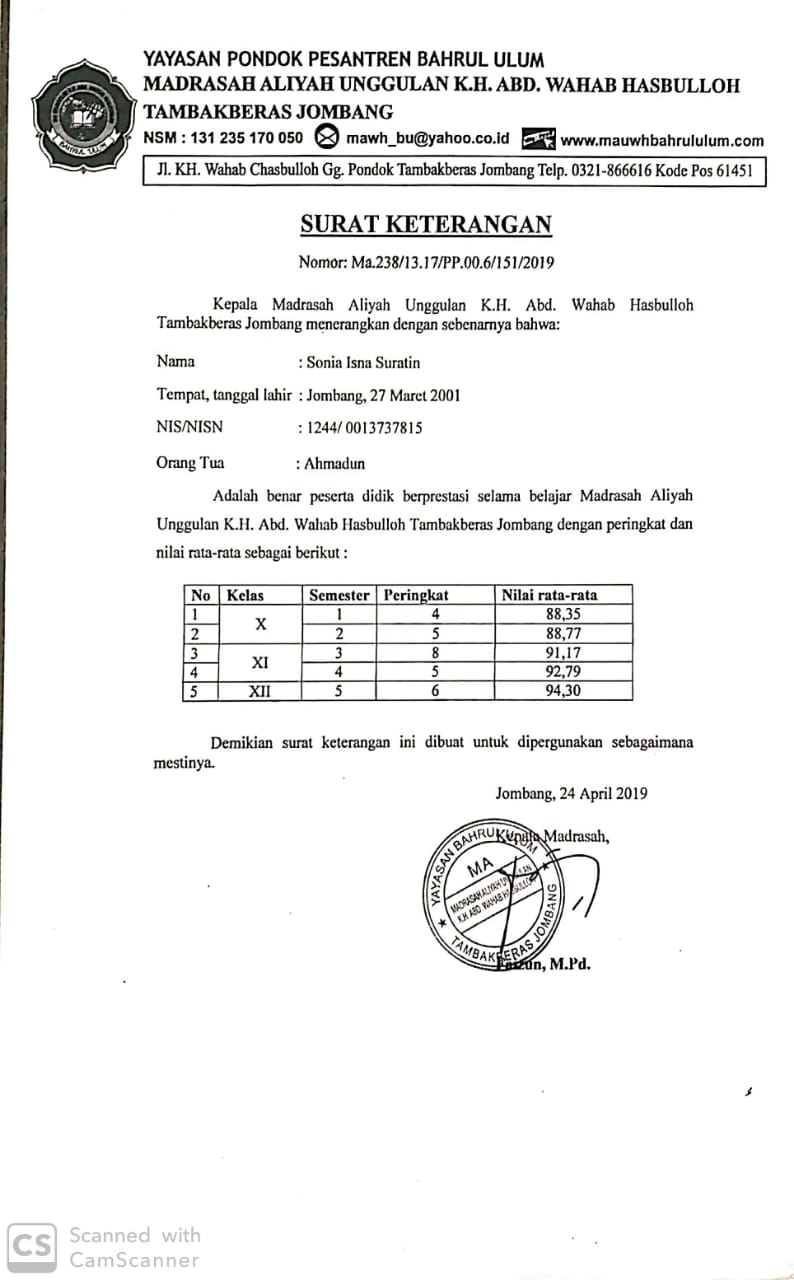 YAYASAN PONDOK PESANTREN BAHRUL ULUM
MADRASAH ALIYAH UNGGULAN K.H. ABD. WAHAB HASBULLOH
TAMBAKBERAS JOMBANG
NSM : 131 235 170 050 mawh_bu@yahoo.co.id www.mauwhbahrululum.com
Jl. KH. Wahab Chasbulloh Gg. Pondok Tambakberas Jombang Telp. 0321-866616 Kode Pos 61451
BAHRUL ULUM
SURAT KETERANGAN
Nomor: Ma.238/13.17/PP.00.6/151/2019
Kepala Madrasah Aliyah Unggulan K.H. Abd. Wahab Hasbulloh
Tambakberas Jombang menerangkan dengan sebenarnya bahwa:
Nama : Sonia Isna Suratin
Tempat, tanggal lahir : Jombang, 27 Maret 2001
NIS/NISN : 1244/ 0013737815
Orang Tua : Ahmadun
Adalah benar peserta didik berprestasi selama belajar Madrasah Aliyah
Unggulan K.H. Abd. Wahab Hasbulloh Tambakberas Jombang dengan peringkat dan
nilai rata-rata sebagai berikut :
No Kelas Semester Peringkat Nilai rata-rata
1 X 1 4 88,35
2 2 5 88,77
3 XI 3 8 91,17
4 4 5 92,79
5 XII 5 6 94,30
Demikian surat keterangan ini dibuat untuk dipergunakan sebagaimana
mestinya.
Jombang, 24 April 2019
Kepala Madrasah,
YAYASAN BAHRUL ULUM
MA
MADRASAH ALIYAH
K.H ABD WAHAB HASBULLOH
TAMBAKBERAS JOMBANG
M.Pd.
CS Scanned with
CamScanner